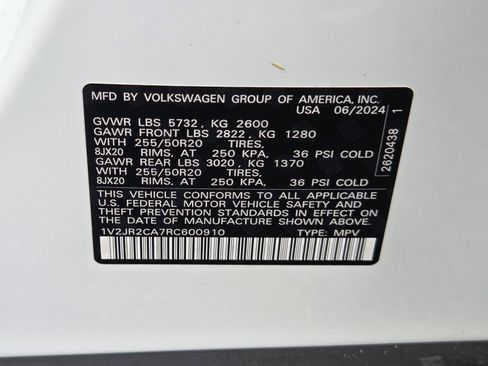 MFD BY VOLKSWAGEN GROUP OF AMERICA, INC.
USA 06/2024
GVWR LBS 5732, KG 2600
GAWR FRONT LBS 2822, KG 1280
WITH 255/50R20 TIRES,
8JX20 RIMS, AT 250 KPA, 36 PSI COLD
GAWR REAR LBS 3020, KG 1370
WITH 255/50R20 TIRES,
8JX20 RIMS, AT 250 KPA, 36 PSI COLD
THIS VEHICLE CONFORMS TO ALL APPLICABLE
U.S. FEDERAL MOTOR VEHICLE SAFETY AND
THEFT PREVENTION STANDARDS IN EFFECT ON
THE DATE OF MANUFACTURE SHOWN ABOVE.
1V2JR2CA7RC600910 TYPE: MPV
2620438 1